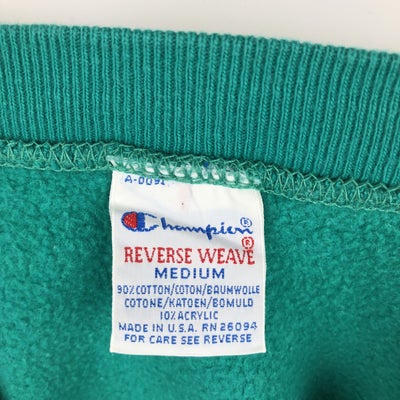 A-0091
Champion®
REVERSE WEAVE®
MEDIUM
90% COTTON/COTON/BAUMWOLLE
COTONE/KATOEN/BOMULD
10% ACRYLIC
MADE IN U.S.A. RN 26094
FOR CARE SEE REVERSE